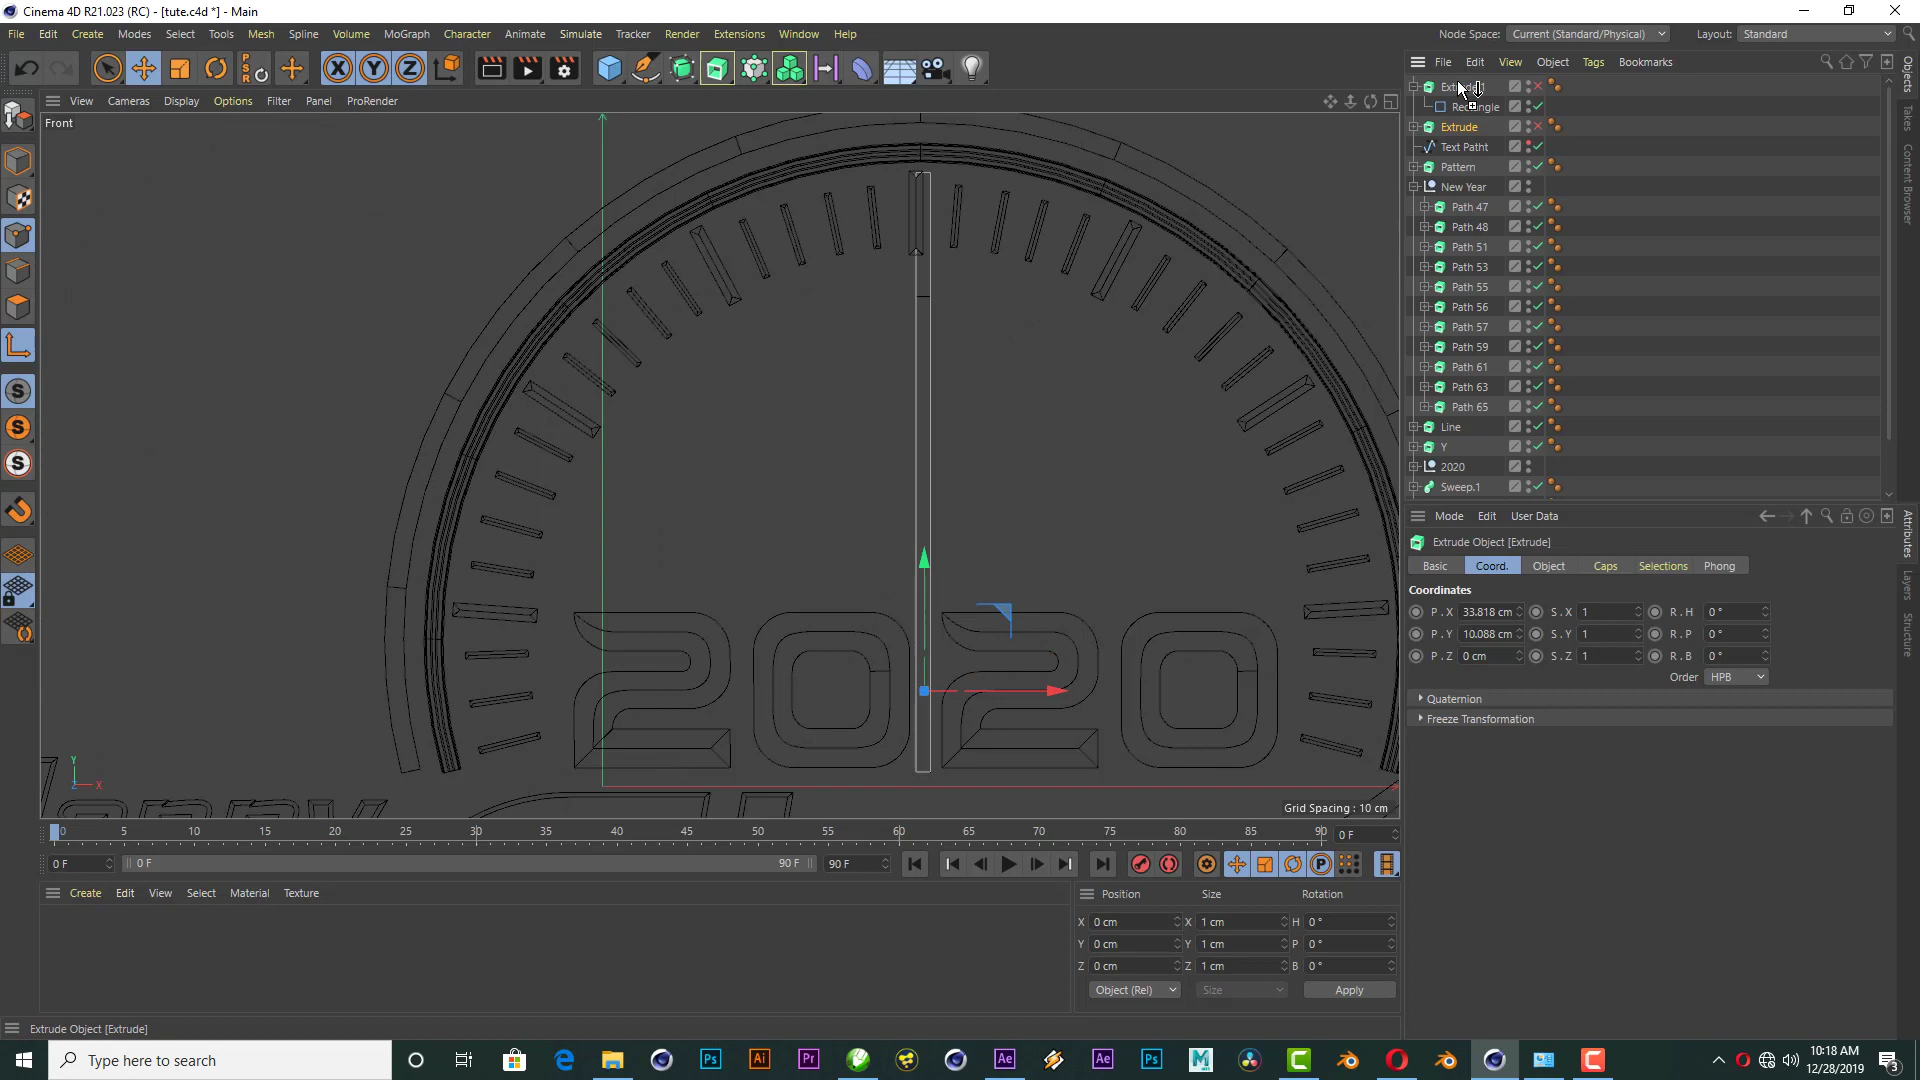 Cinema 4D R21.023 (RC) - [tute.c4d *] - Main
File Edit Create Modes Select Tools Mesh Spline Volume MoGraph Character Animate Simulate Tracker Render Extensions Window Help
Node Space: Current (Standard/Physical) Layout: Standard
File Edit View Object Tags Bookmarks
View Cameras Display Options Filter Panel ProRender
Front
Rectangle
Extrude
Text Patht
Pattern
New Year
Path 47
Path 48
Path 51
Path 53
Path 55
Path 56
Path 57
Path 59
Path 61
Path 63
Path 65
Line
Y
2020
Sweep.1
Objects
Takes
Content Browser
Mode Edit User Data
Extrude Object [Extrude]
Basic Coord. Object Caps Selections Phong
Coordinates
P . X 33.818 cm S . X 1 R . H 0 °
P . Y 10.088 cm S . Y 1 R . P 0 °
P . Z 0 cm S . Z 1 R . B 0 °
Order HPB
Quaternion
Freeze Transformation
Attributes
Layers
Structure
2020
Y
Z X
Grid Spacing : 10 cm
0 5 10 15 20 25 30 35 40 45 50 55 60 65 70 75 80 85 90 0 F
0 F 0 F 90 F 90 F
Create Edit View Select Material Texture
Position Size Rotation
X 0 cm X 1 cm H 0 °
Y 0 cm Y 1 cm P 0 °
Z 0 cm Z 1 cm B 0 °
Object (Rel) Size Apply
Extrude Object [Extrude]
Type here to search
10:18 AM
12/28/2019